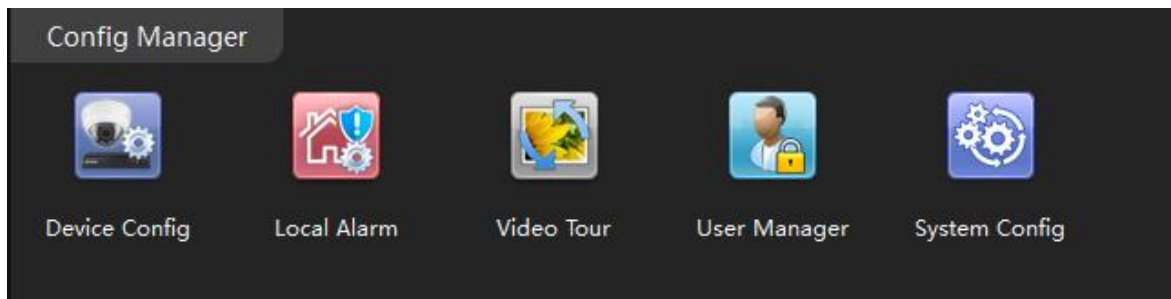 Config Manager
Device Config Local Alarm Video Tour User Manager System Config